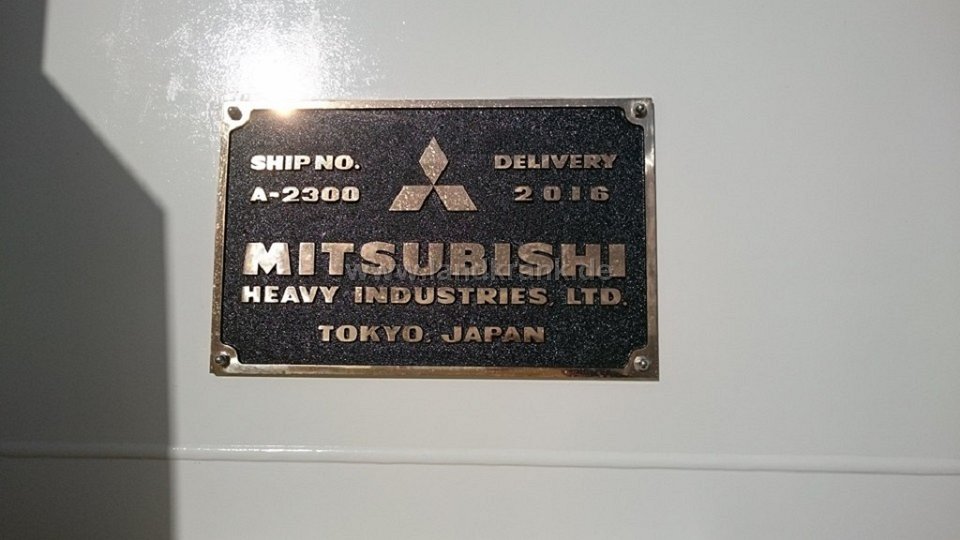 SHIP NO. DELIVERY
A-2300 2016
MITSUBISHI
HEAVY INDUSTRIES, LTD.
TOKYO, JAPAN